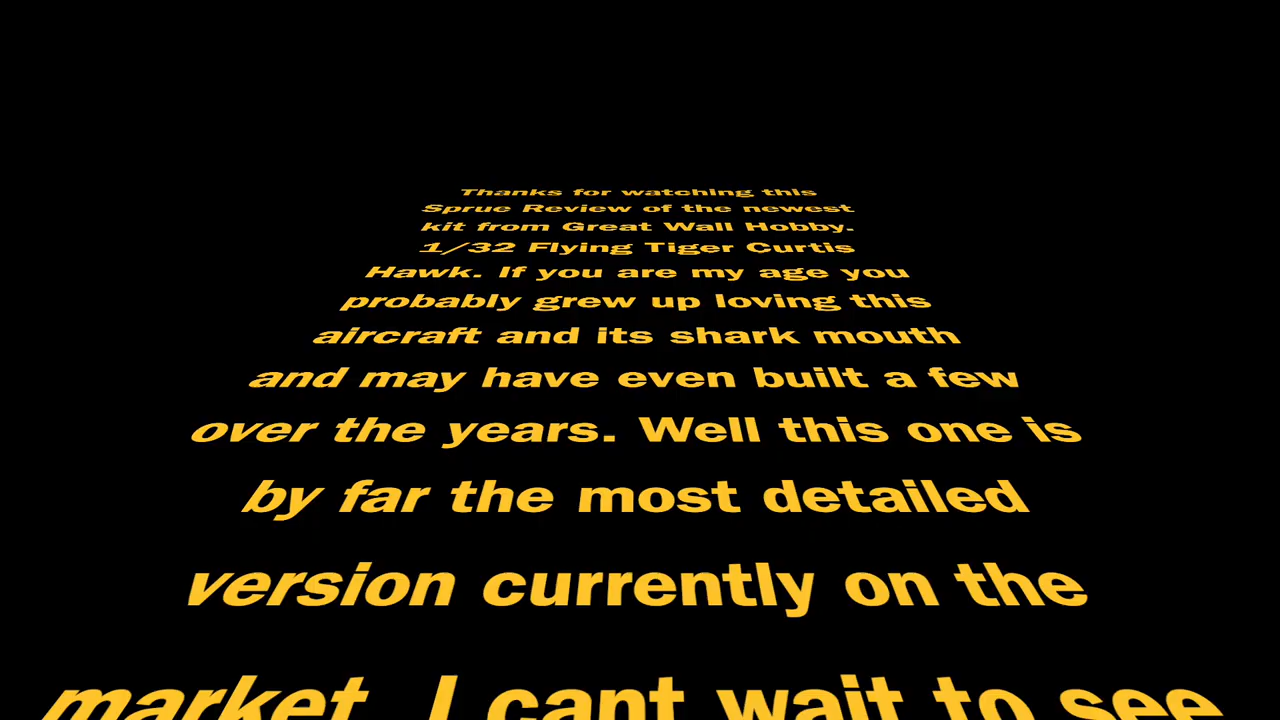 Thanks for watching this
Sprue Review of the newest
kit from Great Wall Hobby.
1/32 Flying Tiger Curtis
Hawk. If you are my age you
probably grew up loving this
aircraft and its shark mouth
and may have even built a few
over the years. Well this one is
by far the most detailed
version currently on the
market. I cant wait to see